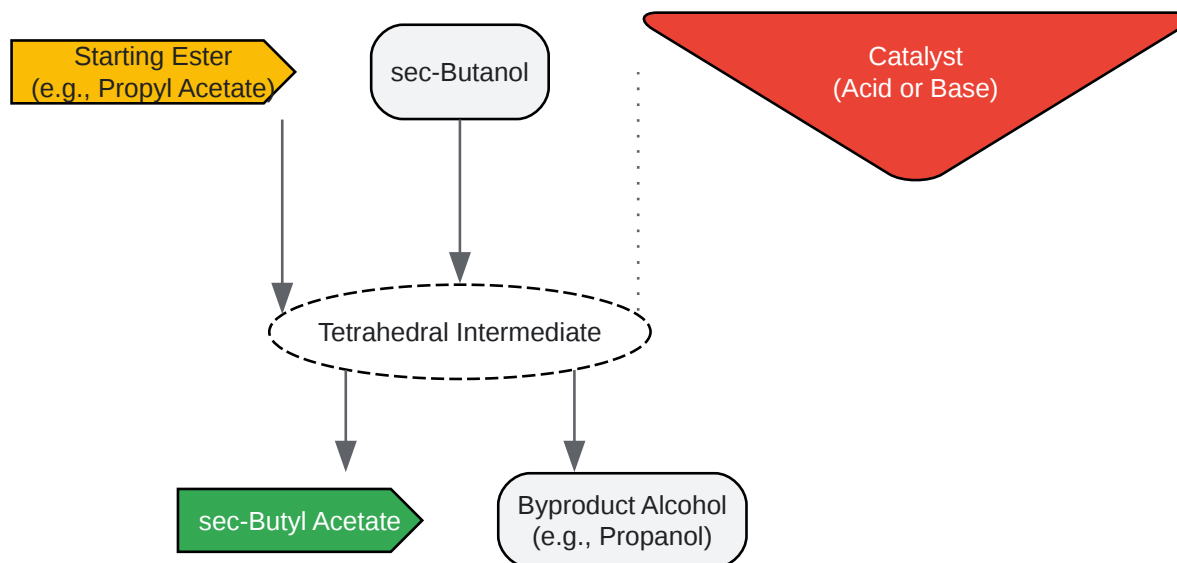 Starting Ester
(e.g., Propyl Acetate)
sec-Butanol
Catalyst
(Acid or Base)
Tetrahedral Intermediate
sec-Butyl Acetate
Byproduct Alcohol
(e.g., Propanol)